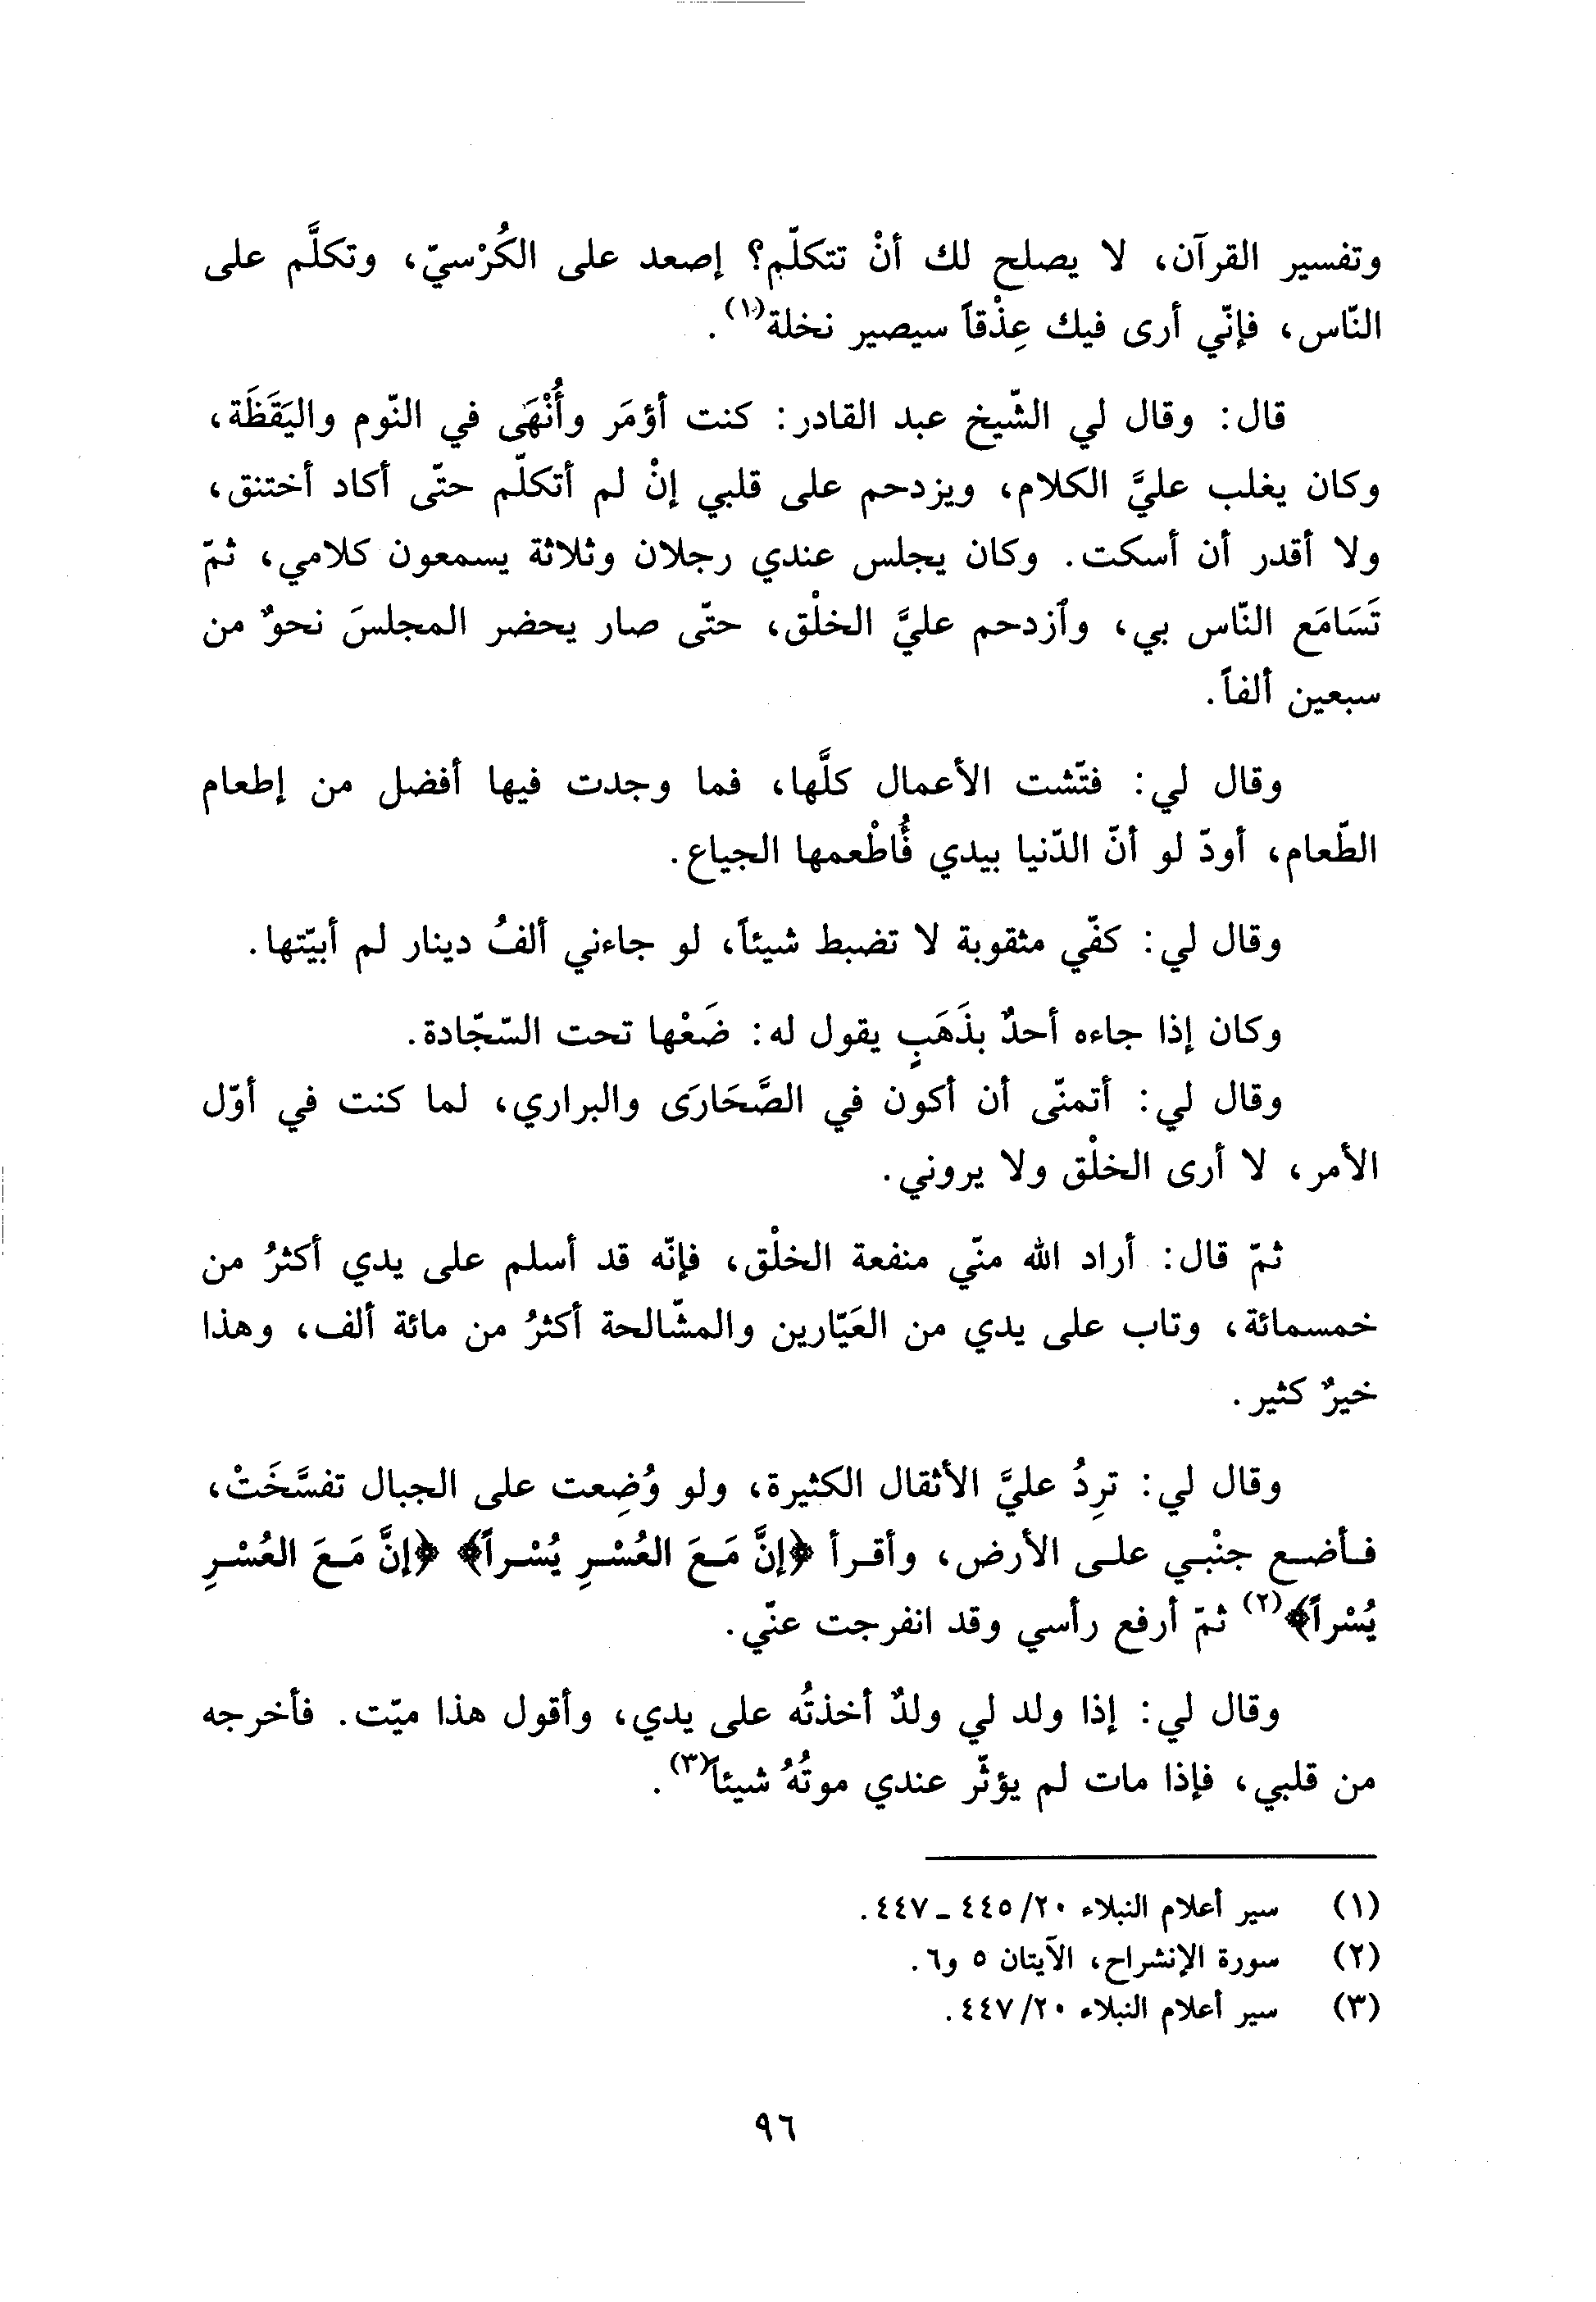 وتفسير القرآن، لا يصلح لك أنْ تتكلّم؟ إصعد على الكُرْسيّ، وتكلَّم على
النّاس، فإنّي أرى فيك عِذْقاً سيصير نخلة(١).
قال: وقال لي الشّيخ عبد القادر: كنت أؤمَر وأُنْهَى في النّوم واليَقَظَة،
وكان يغلب عليَّ الكلام، ويزدحم على قلبي إنْ لم أتكلّم حتّى أكاد أختنق،
ولا أقدر أن أسكت. وكان يجلس عندي رجلان وثلاثة يسمعون كلامي، ثمّ
تَسَامَع النّاس بي، وٱزدحم عليَّ الخلْق، حتّى صار يحضر المجلسَ نحوٌ من
سبعين ألفاً.
وقال لي: فتّشت الأعمال كلَّها، فما وجدت فيها أفضل من إطعام
الطّعام، أودّ لو أنّ الدّنيا بيدي فأُطْعمها الجياع.
وقال لي: كفّي مثقوبة لا تضبط شيئاً، لو جاءني ألفُ دينار لم أبيّتها.
وكان إذا جاءه أحدٌ بذَهَبٍ يقول له: ضَعْها تحت السّجّادة.
وقال لي: أتمنّى أن أكون في الصَّحَارَى والبراري، لما كنت في أوّل
الأمر، لا أرى الخلْق ولا يروني.
ثمّ قال: أراد الله منّي منفعة الخلْق، فإنّه قد أسلم على يدي أكثرُ من
خمسمائة، وتاب على يدي من العَيّارين والمشّالحة أكثرُ من مائة ألف، وهذا
خيرٌ كثير.
وقال لي: ترِدُ عليَّ الأثقال الكثيرة، ولو وُضِعت على الجبال تفسَّخَتْ،
فأضع جنْبي على الأرض، وأقرأ ﴿إنَّ مَعَ العُسْرِ يُسْراً﴾ ﴿إنَّ مَعَ العُسْرِ
يُسْراً﴾(٢) ثمّ أرفع رأسي وقد انفرجت عنّي.
وقال لي: إذا ولد لي ولدٌ أخذتُه على يدي، وأقول هذا ميّت. فأخرجه
من قلبي، فإذا مات لم يؤثّر عندي موتُهُ شيئاً(٣).
(١) سير أعلام النبلاء ٢٠/ ٤٤٥ ـ ٤٤٧.
(٢) سورة الإنشراح، الآيتان ٥ و٦.
(٣) سير أعلام النبلاء ٢٠/ ٤٤٧.
٩٦